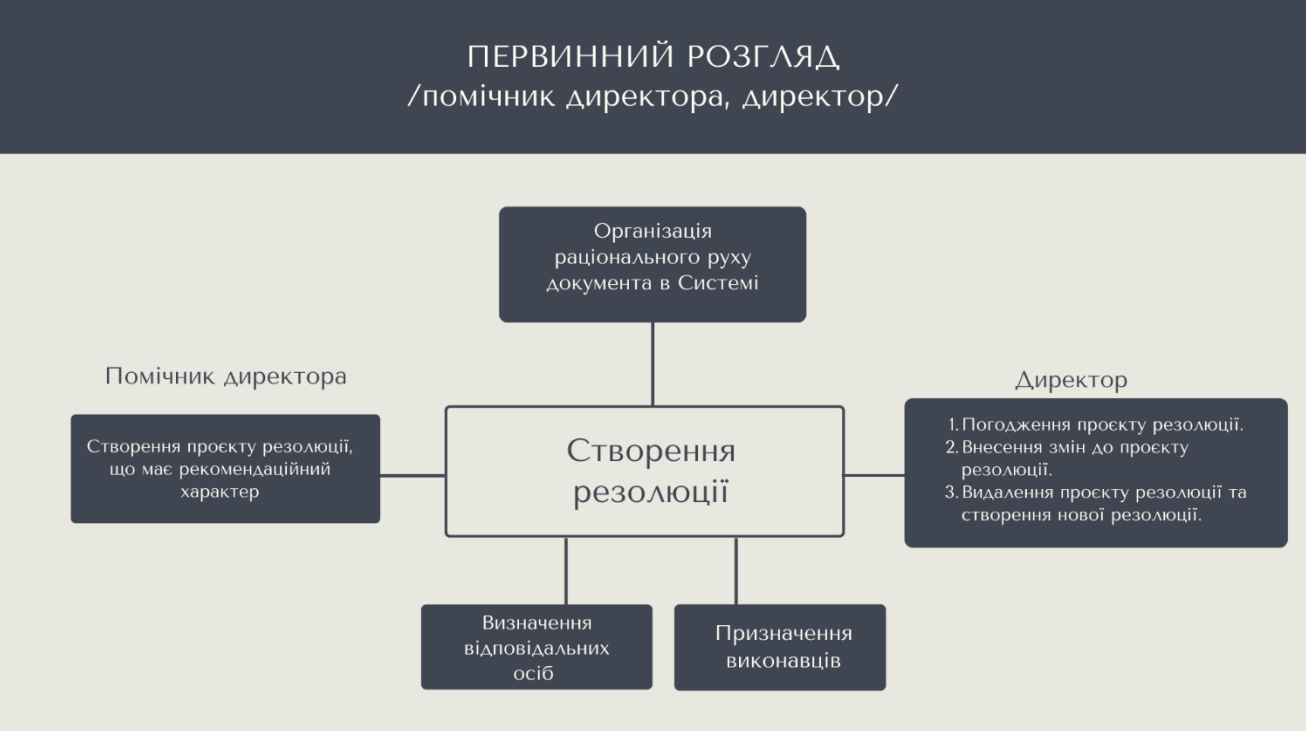 ПЕРВИННИЙ РОЗГЛЯД
/помічник директора, директор/
Організація
раціонального руху
документа в Системі
Помічник директора
Створення проєкту резолюції,
що має рекомендаційний
характер
Створення
резолюції
Директор
1. Погодження проєкту резолюції.
2. Внесення змін до проєкту
резолюції.
3. Видалення проєкту резолюції та
створення нової резолюції.
Визначення
відповідальних
осіб
Призначення
виконавців